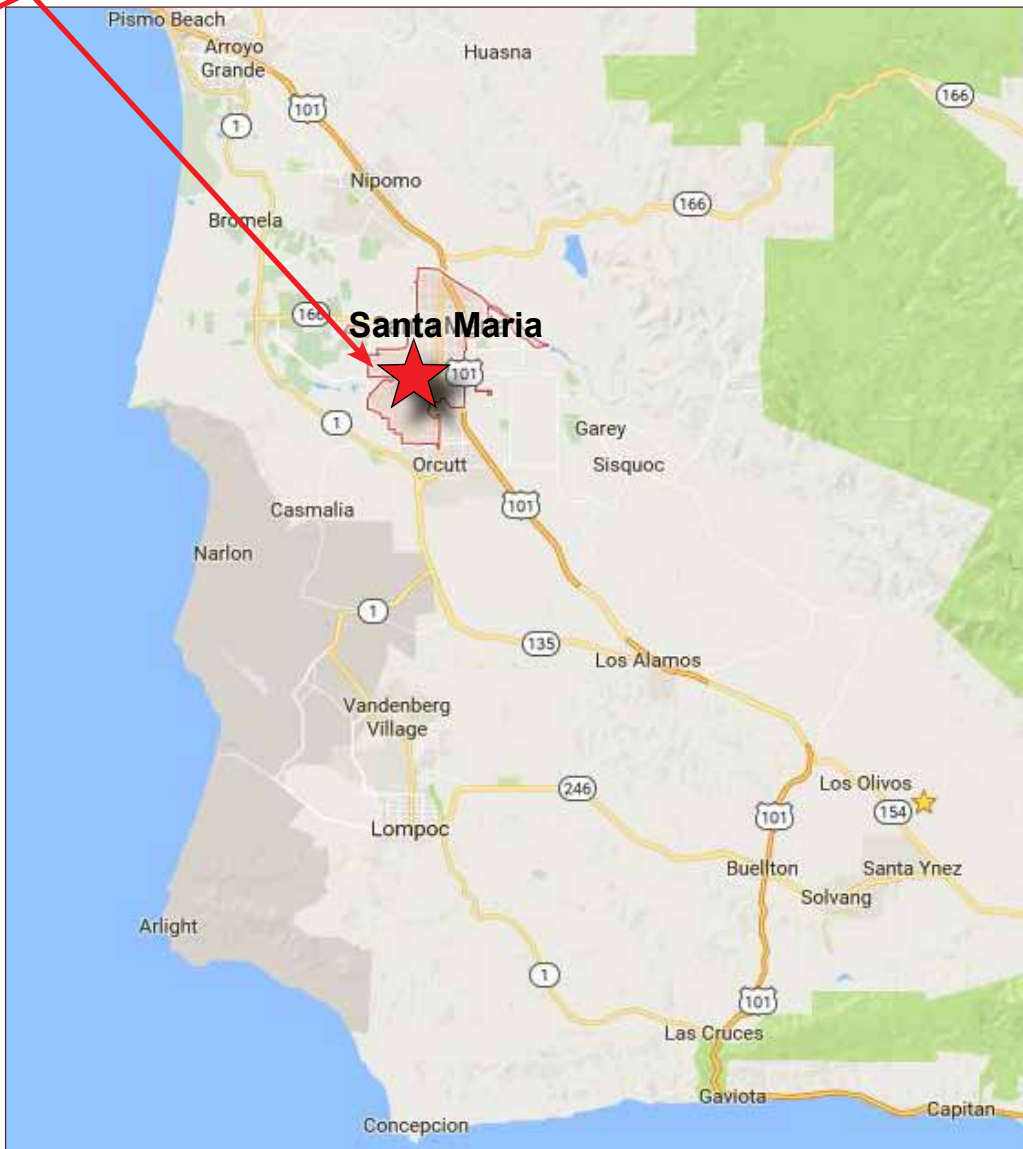 Pismo Beach
Arroyo
Grande
Huasna
166
101
1
Nipomo
166
Bromela
166
Santa Maria
101
1
Garey
Orcutt
Sisquoc
101
Casmalia
Narlon
1
135
Los Alamos
Vandenberg
Village
Los Olivos
246
154
101
Lompoc
Buellton
Santa Ynez
Solvang
Arlight
1
101
Las Cruces
Gaviota
Capitan
Concepcion